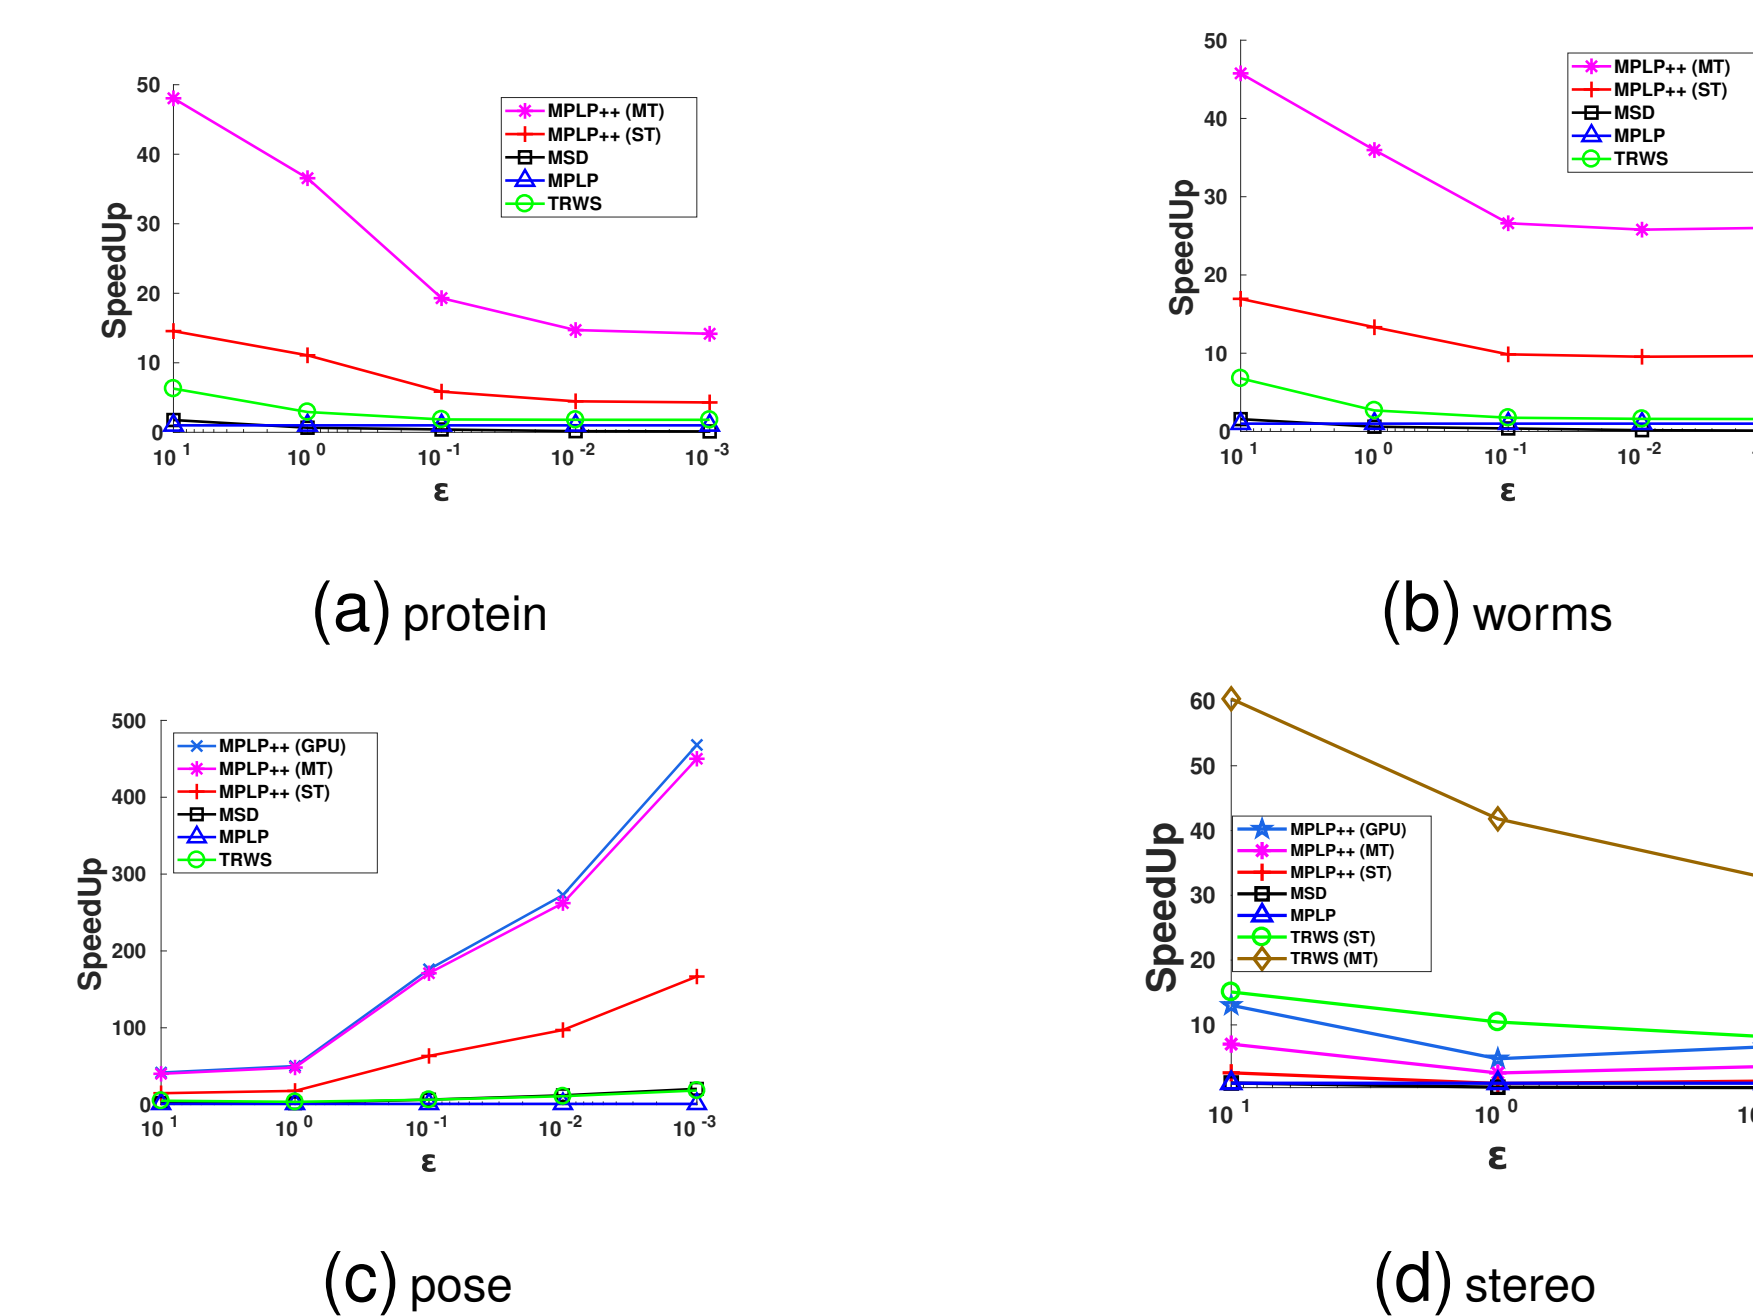 50
40
30
20
10
0
SpeedUp
MPLP++ (MT)
MPLP++ (ST)
MSD
MPLP
TRWS
10 1
10 0
10 -1
10 -2
10 -3
ε
(a) protein
50
40
30
20
10
0
SpeedUp
MPLP++ (MT)
MPLP++ (ST)
MSD
MPLP
TRWS
10 1
10 0
10 -1
10 -2
ε
(b) worms
500
400
300
200
100
0
SpeedUp
MPLP++ (GPU)
MPLP++ (MT)
MPLP++ (ST)
MSD
MPLP
TRWS
10 1
10 0
10 -1
10 -2
10 -3
ε
(c) pose
60
50
40
30
20
10
SpeedUp
MPLP++ (GPU)
MPLP++ (MT)
MPLP++ (ST)
MSD
MPLP
TRWS (ST)
TRWS (MT)
10 1
10 0
ε
(d) stereo